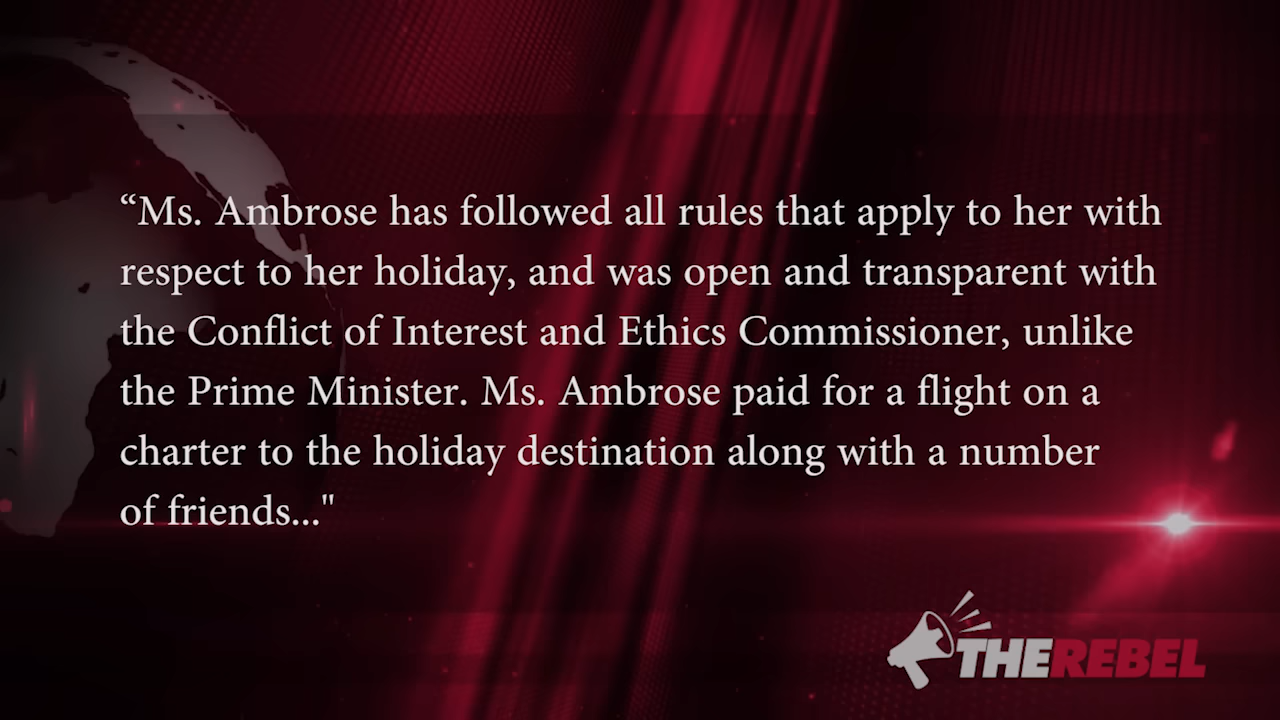 “Ms. Ambrose has followed all rules that apply to her with
respect to her holiday, and was open and transparent with
the Conflict of Interest and Ethics Commissioner, unlike
the Prime Minister. Ms. Ambrose paid for a flight on a
charter to the holiday destination along with a number
of friends..."
THEREBEL